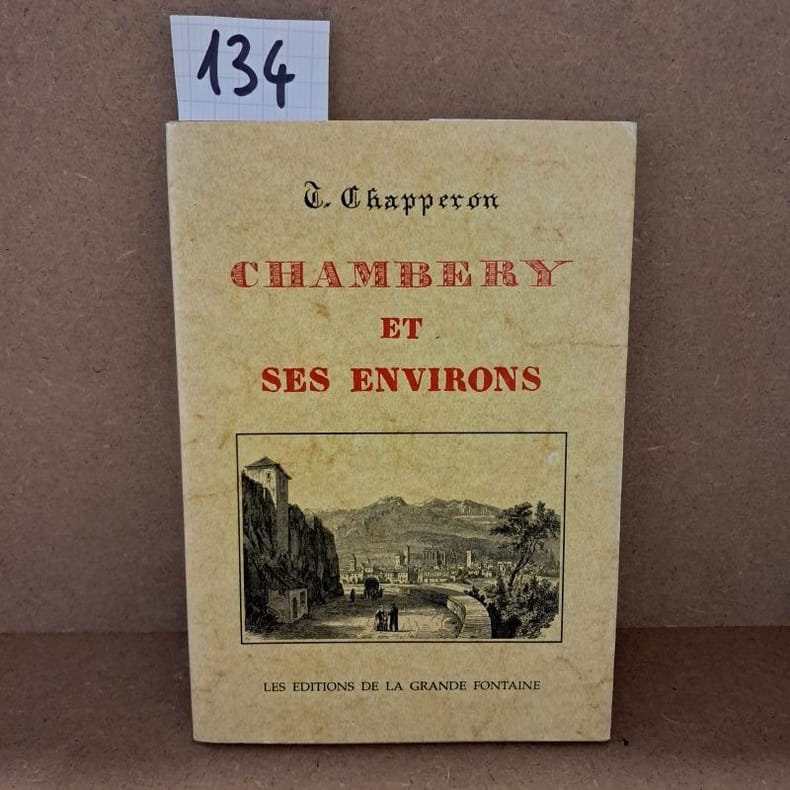 134
T. Chapperon
CHAMBERY
ET
SES ENVIRONS
LES EDITIONS DE LA GRANDE FONTAINE